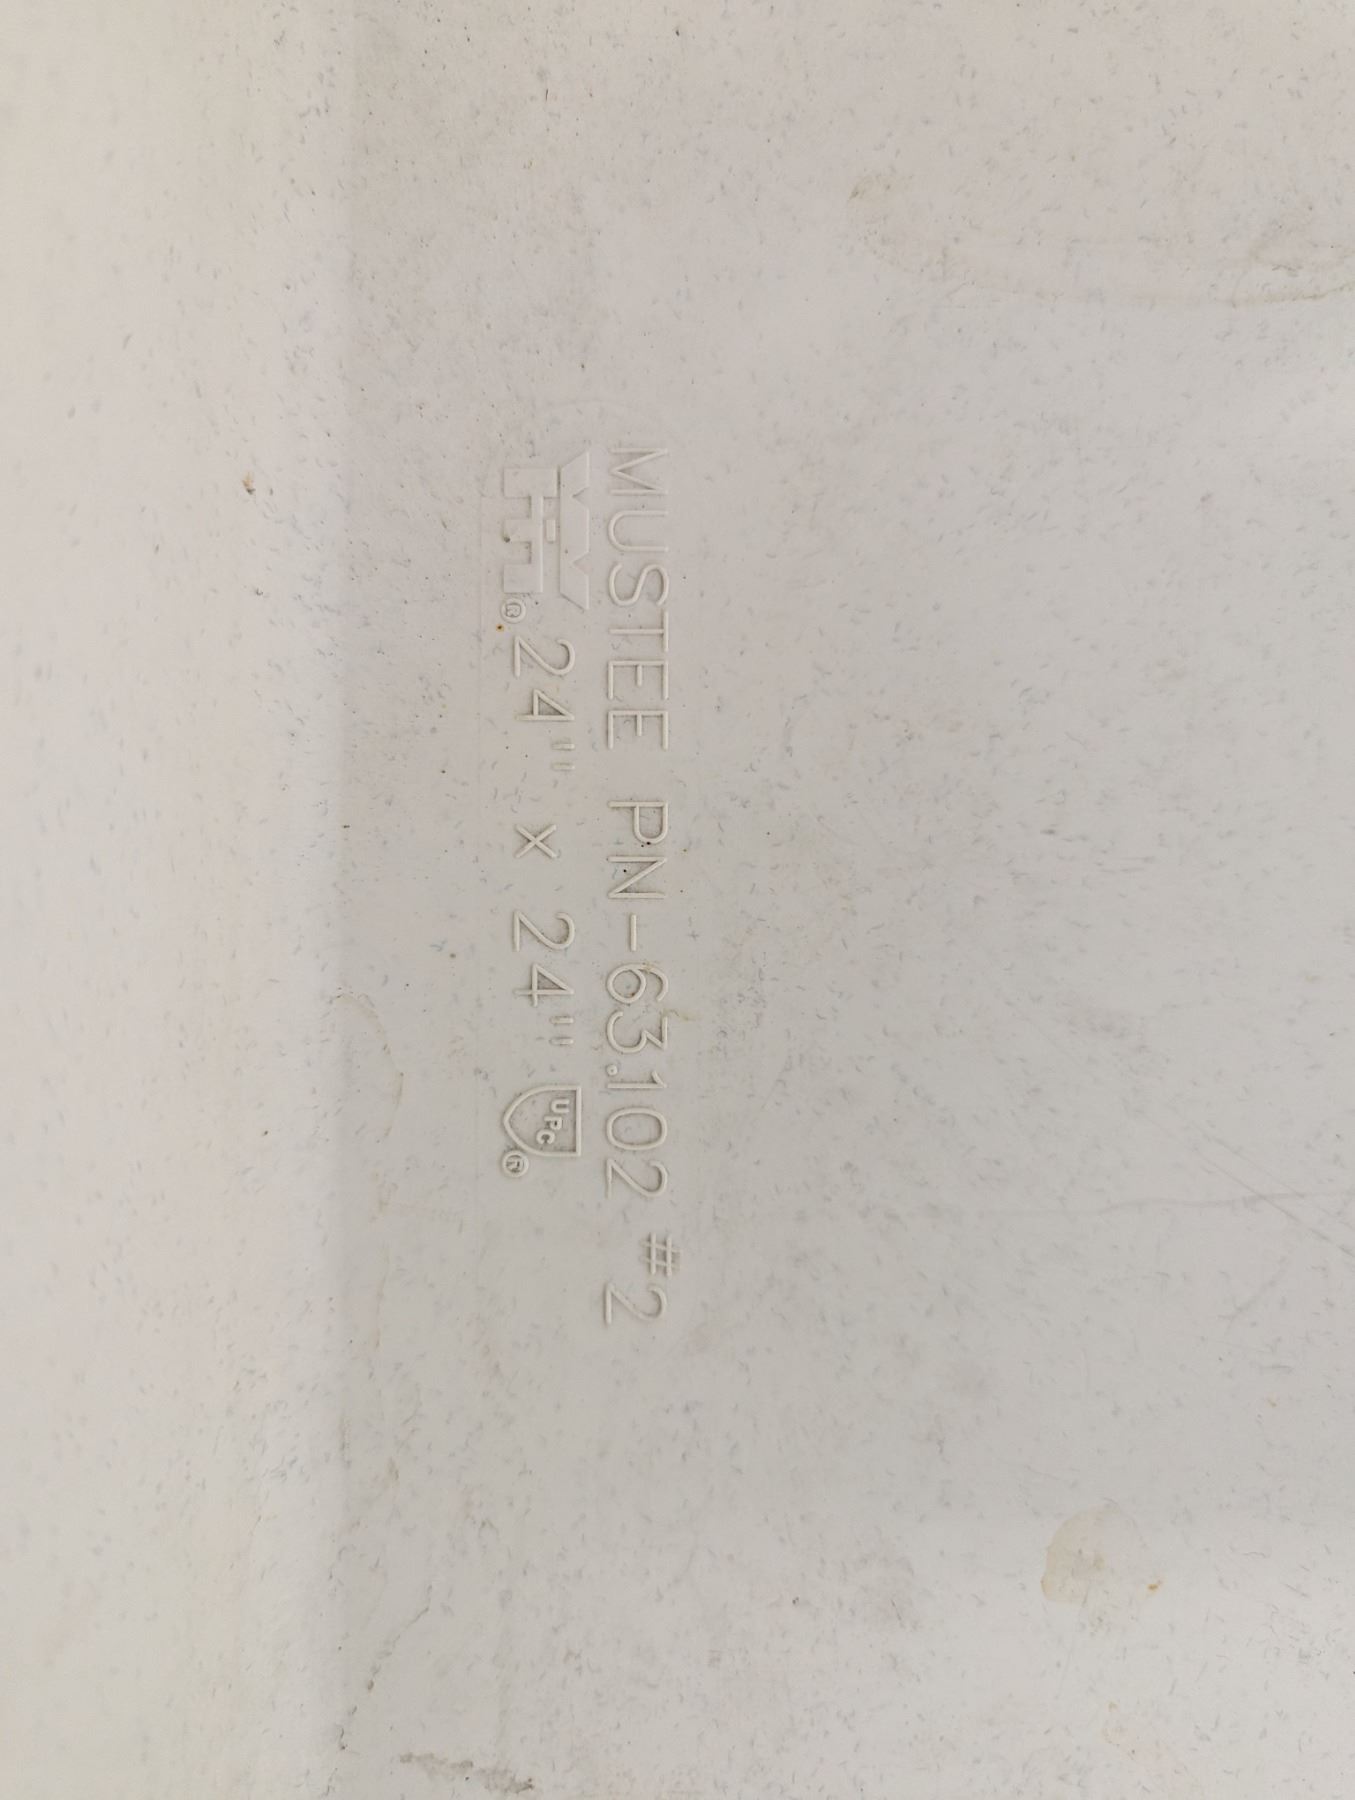 MUSTEE PN-63.102 #2
® 24" x 24" UPC ®